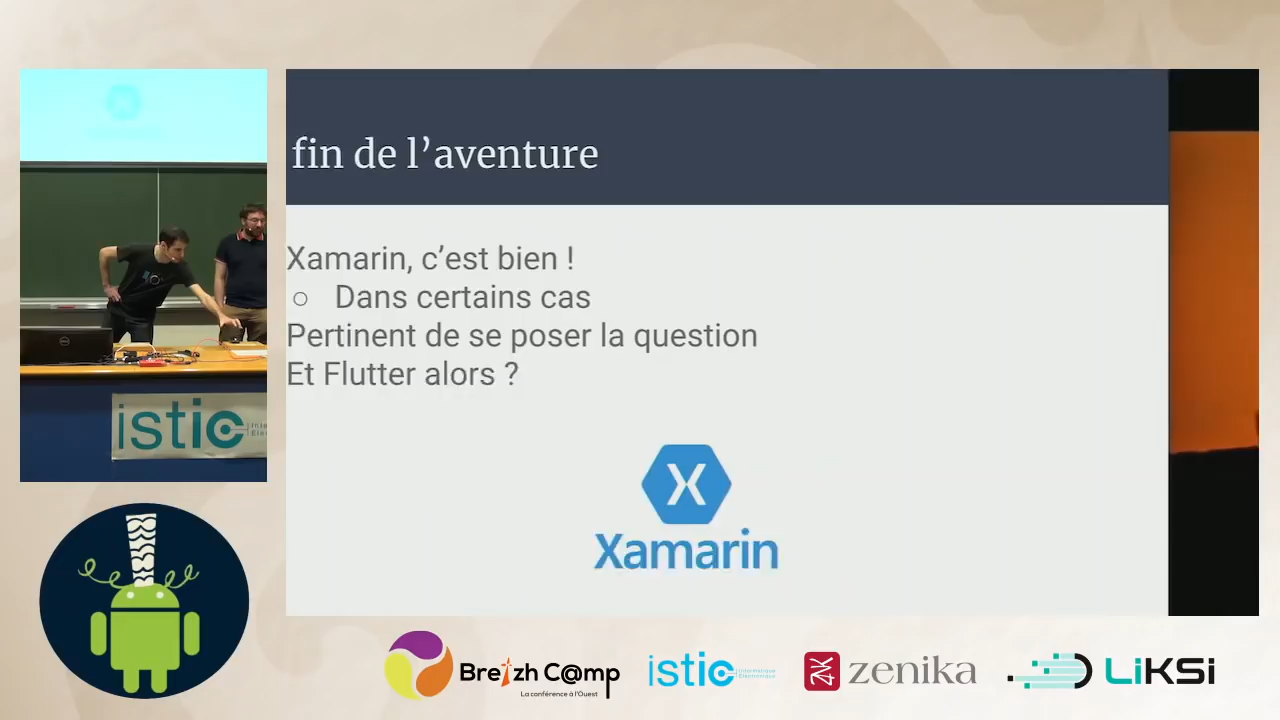 fin de l’aventure
Xamarin, c’est bien !
○ Dans certains cas
Pertinent de se poser la question
Et Flutter alors ?
X
Xamarin
istic
Breizh C@mp
La conférence à l'Ouest
istic Informatique Électronique
zenika
LiKSi